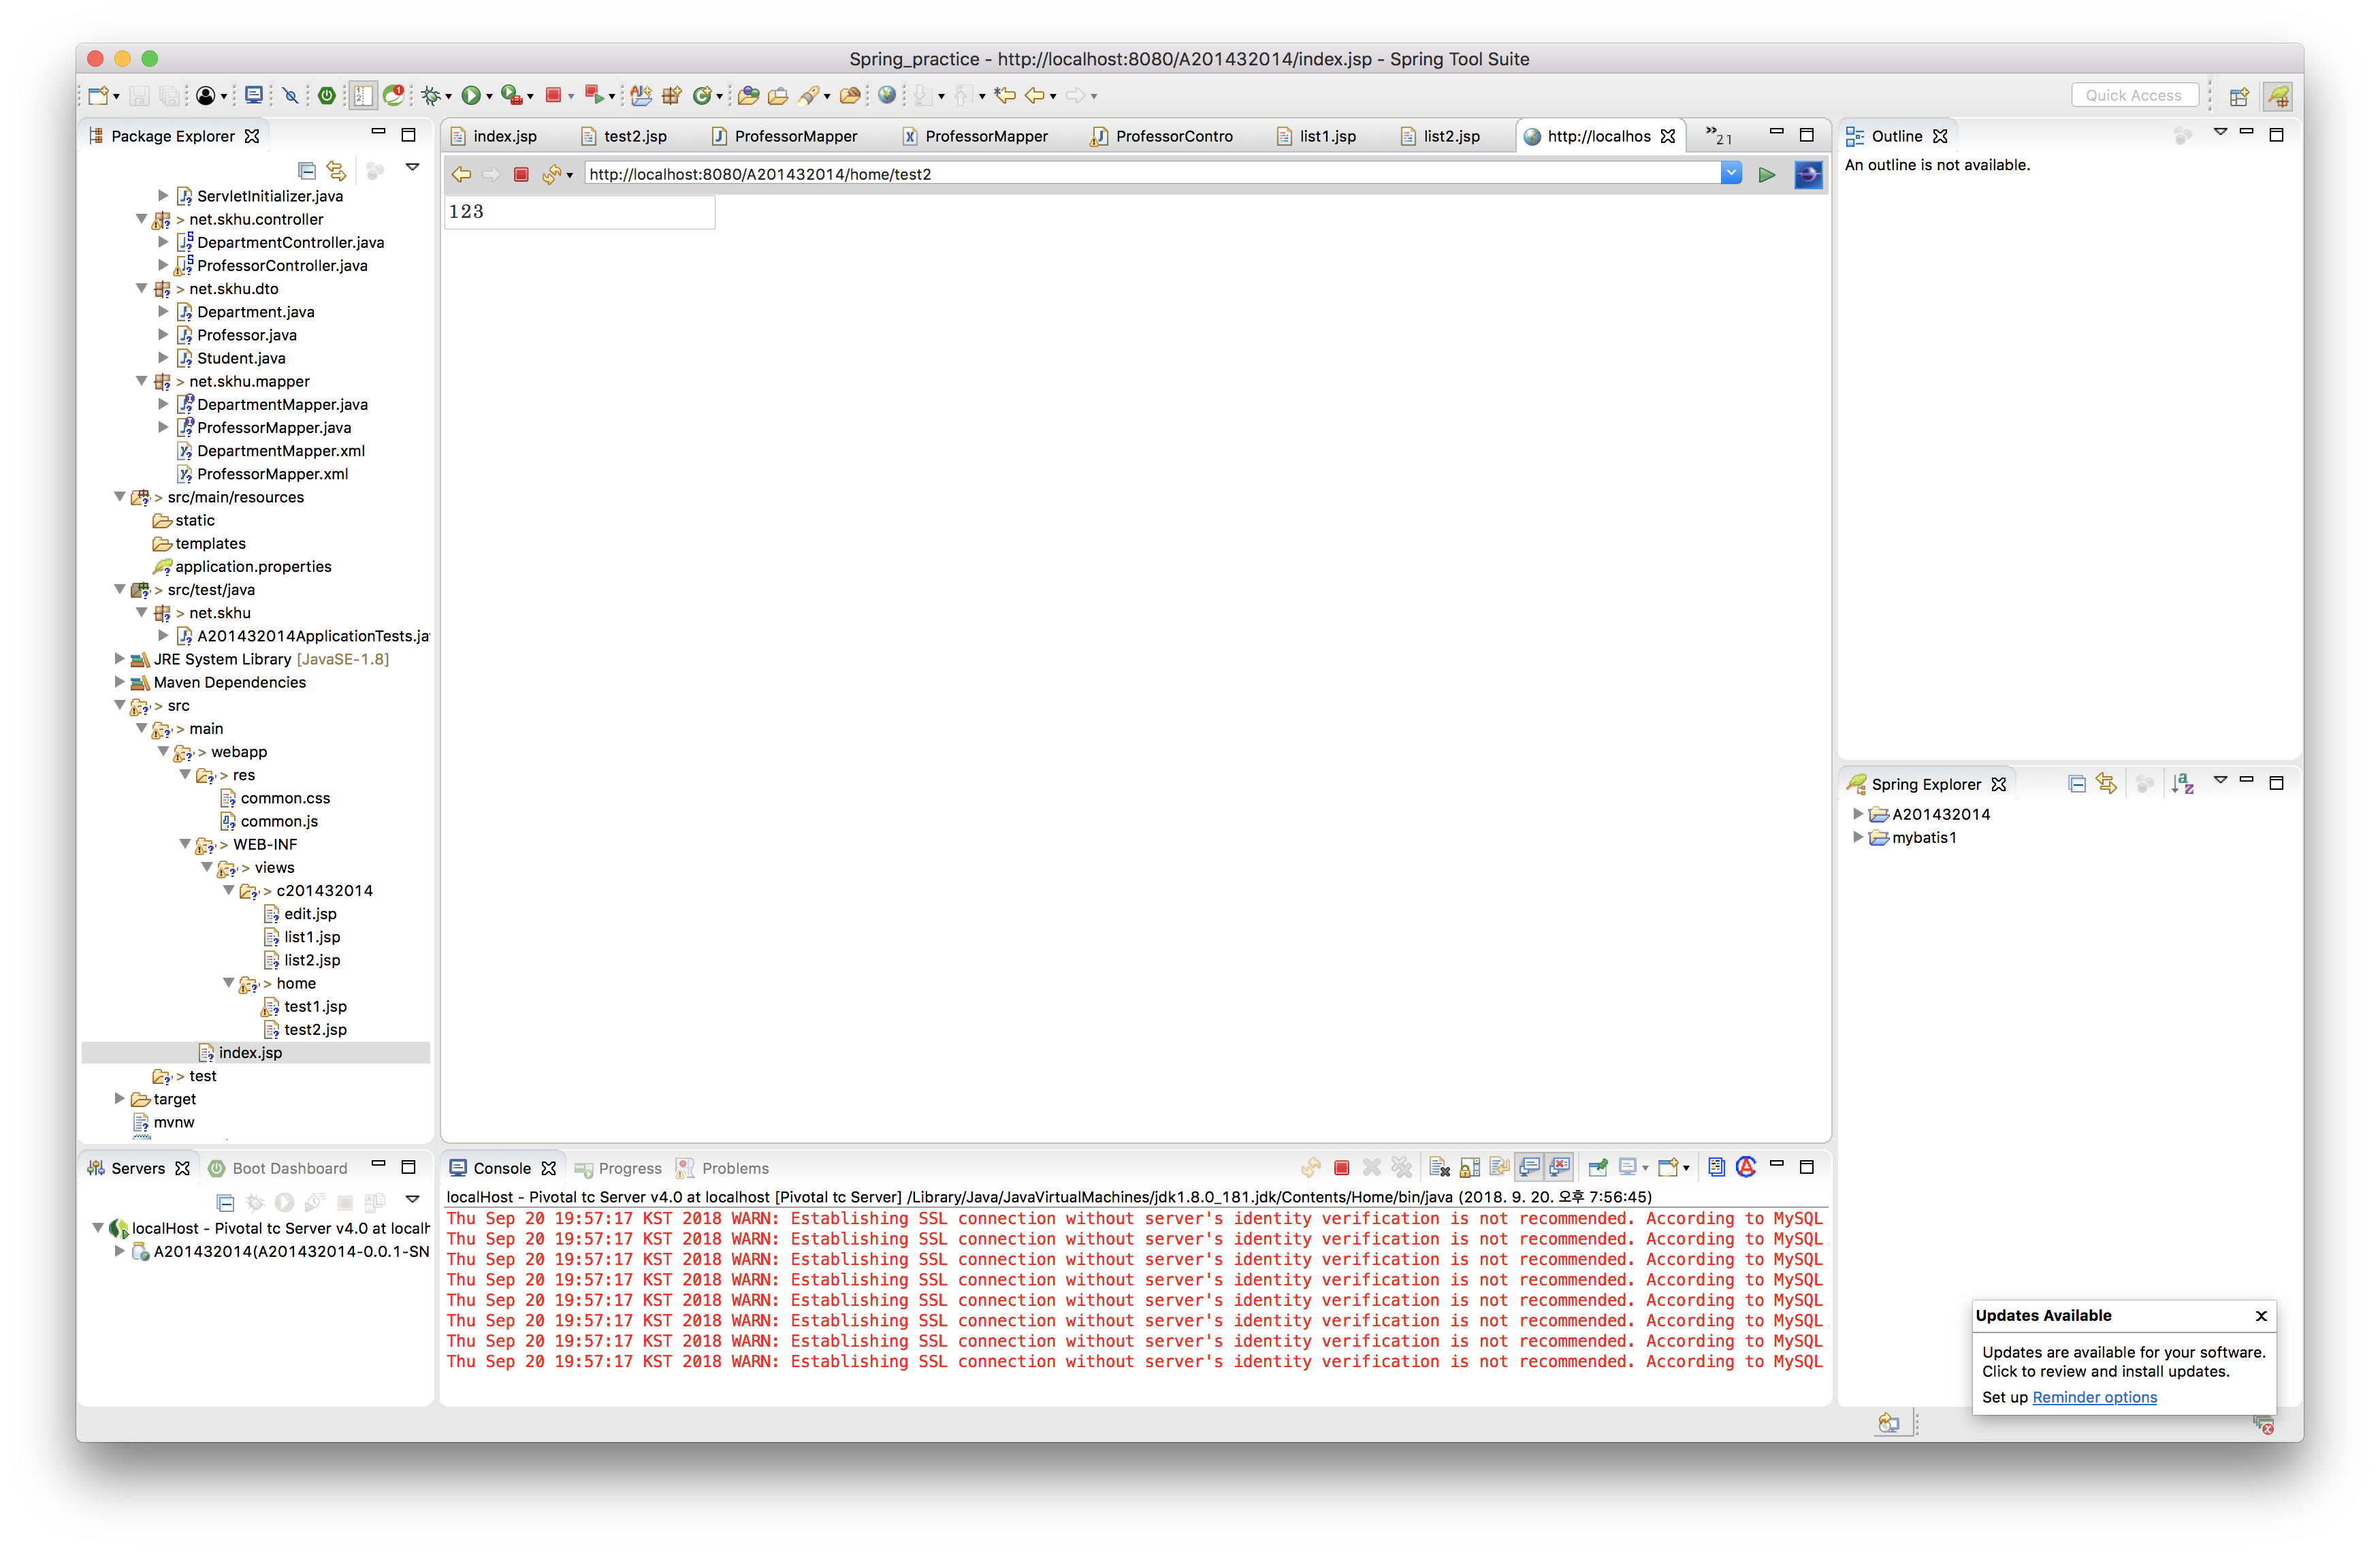 Spring_practice - http://localhost:8080/A201432014/index.jsp - Spring Tool Suite
Quick Access
Package Explorer
index.jsp
test2.jsp
ProfessorMapper
ProfessorMapper
ProfessorContro
list1.jsp
list2.jsp
http://localhos
»21
Outline
http://localhost:8080/A201432014/home/test2
An outline is not available.
123
ServletInitializer.java
> net.skhu.controller
DepartmentController.java
ProfessorController.java
> net.skhu.dto
Department.java
Professor.java
Student.java
> net.skhu.mapper
DepartmentMapper.java
ProfessorMapper.java
DepartmentMapper.xml
ProfessorMapper.xml
> src/main/resources
static
templates
application.properties
> src/test/java
> net.skhu
A201432014ApplicationTests.ja
JRE System Library [JavaSE-1.8]
Maven Dependencies
> src
> main
> webapp
> res
common.css
common.js
> WEB-INF
> views
> c201432014
edit.jsp
list1.jsp
list2.jsp
> home
test1.jsp
test2.jsp
index.jsp
> test
target
mvnw
Spring Explorer
A201432014
mybatis1
Servers
Boot Dashboard
localHost - Pivotal tc Server v4.0 at localh
A201432014(A201432014-0.0.1-SN
Console
Progress
Problems
localHost - Pivotal tc Server v4.0 at localhost [Pivotal tc Server] /Library/Java/JavaVirtualMachines/jdk1.8.0_181.jdk/Contents/Home/bin/java (2018. 9. 20. 오후 7:56:45)
Thu Sep 20 19:57:17 KST 2018 WARN: Establishing SSL connection without server's identity verification is not recommended. According to MySQL
Thu Sep 20 19:57:17 KST 2018 WARN: Establishing SSL connection without server's identity verification is not recommended. According to MySQL
Thu Sep 20 19:57:17 KST 2018 WARN: Establishing SSL connection without server's identity verification is not recommended. According to MySQL
Thu Sep 20 19:57:17 KST 2018 WARN: Establishing SSL connection without server's identity verification is not recommended. According to MySQL
Thu Sep 20 19:57:17 KST 2018 WARN: Establishing SSL connection without server's identity verification is not recommended. According to MySQL
Thu Sep 20 19:57:17 KST 2018 WARN: Establishing SSL connection without server's identity verification is not recommended. According to MySQL
Thu Sep 20 19:57:17 KST 2018 WARN: Establishing SSL connection without server's identity verification is not recommended. According to MySQL
Thu Sep 20 19:57:17 KST 2018 WARN: Establishing SSL connection without server's identity verification is not recommended. According to MySQL
Updates Available
Updates are available for your software.
Click to review and install updates.
Set up Reminder options